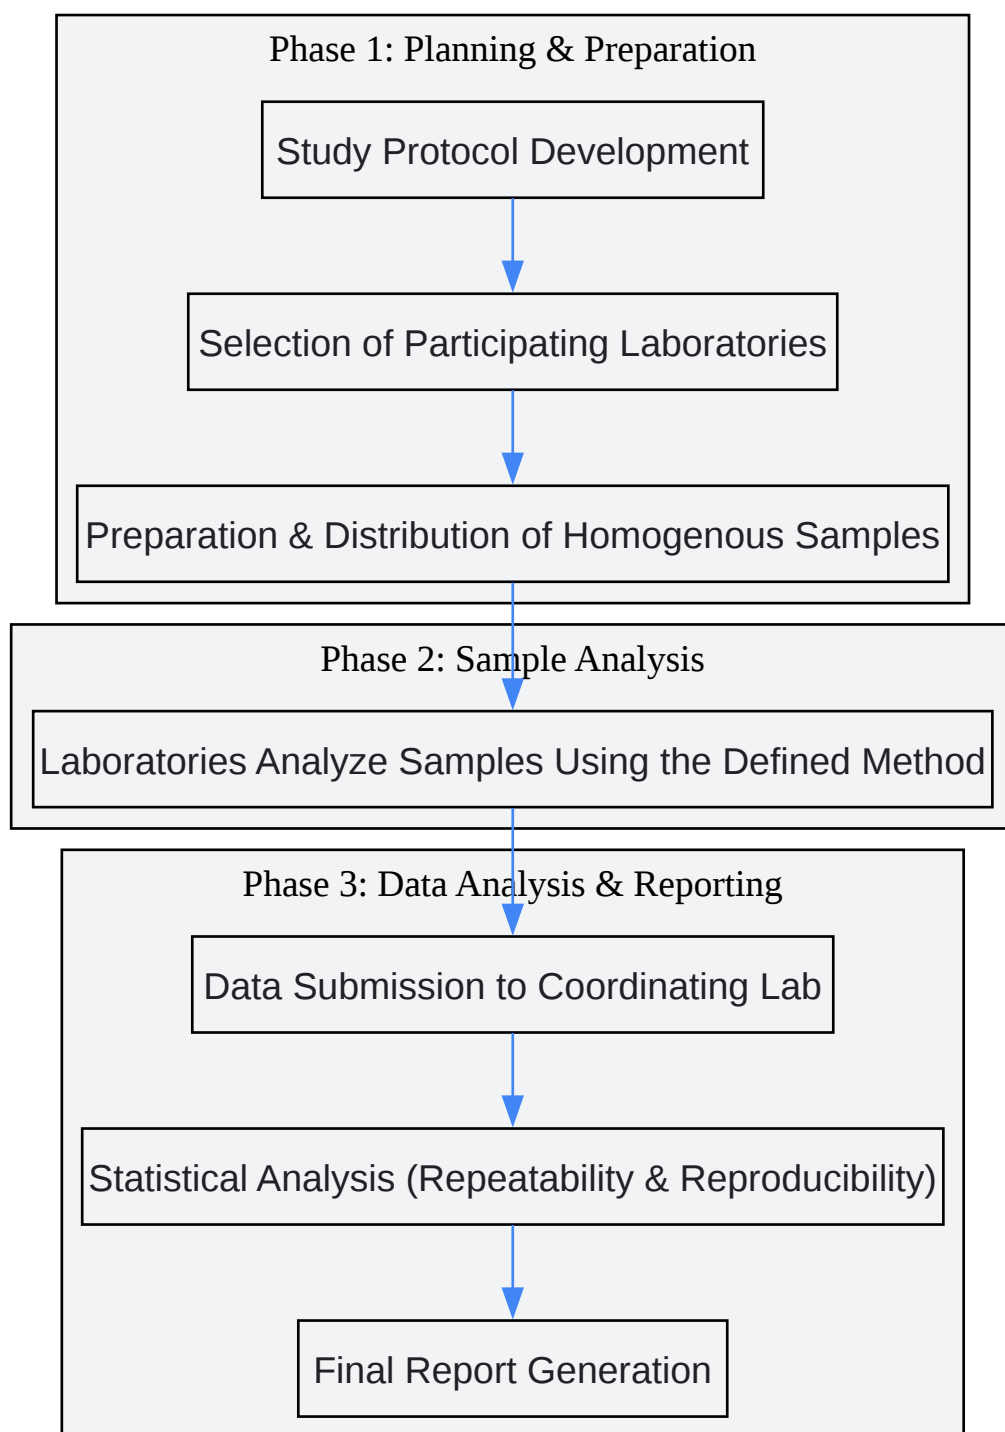 Phase 1: Planning & Preparation
Study Protocol Development
Selection of Participating Laboratories
Preparation & Distribution of Homogenous Samples
Phase 2: Sample Analysis
Laboratories Analyze Samples Using the Defined Method
Phase 3: Data Analysis & Reporting
Data Submission to Coordinating Lab
Statistical Analysis (Repeatability & Reproducibility)
Final Report Generation